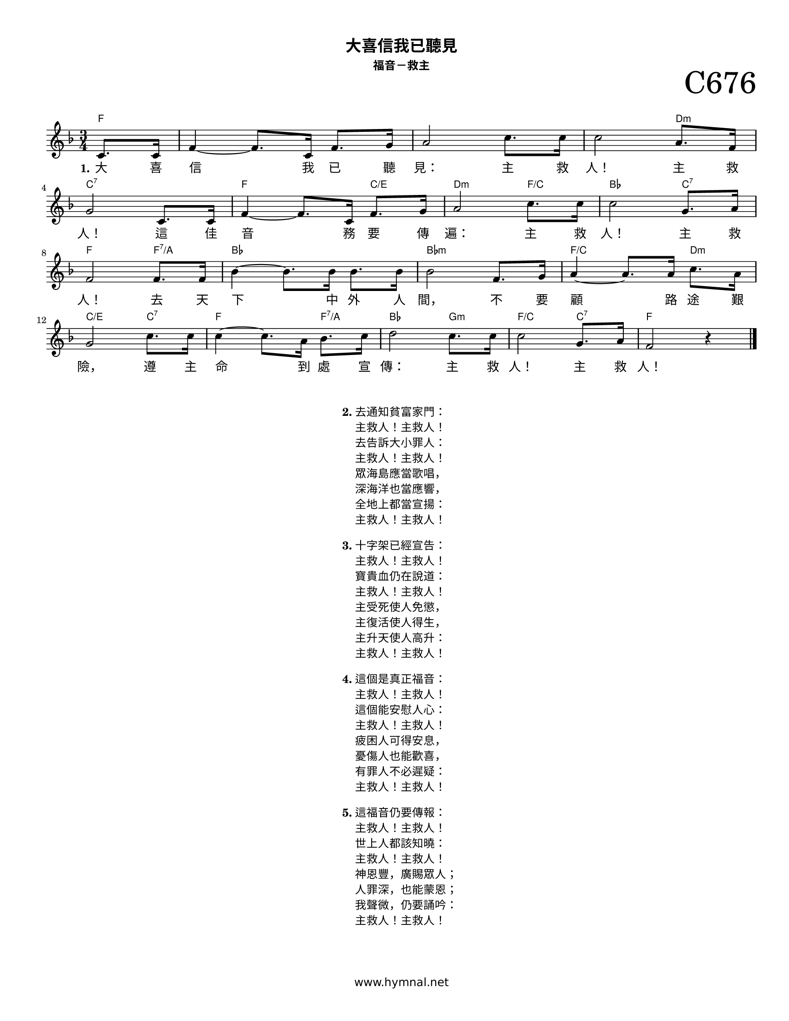 大喜信我已聽見
福音－救主
C676
F Dm
3
4
1. 大 喜 信 我 已 聽 見： 主 救 人！ 主 救
4 C7 F C/E Dm F/C B♭ C7
人！ 這 佳 音 務 要 傳 遍： 主 救 人！ 主 救
8 F F7/A B♭ B♭m F/C Dm
人！ 去 天 下 中 外 人 間， 不 要 顧 路 途 艱
12 C/E C7 F F7/A B♭ Gm F/C C7 F
險， 遵 主 命 到 處 宣 傳： 主 救 人！ 主 救 人！
2. 去通知貧富家門：
主救人！主救人！
去告訴大小罪人：
主救人！主救人！
眾海島應當歌唱，
深海洋也當應響，
全地上都當宣揚：
主救人！主救人！
3. 十字架已經宣告：
主救人！主救人！
寶貴血仍在說道：
主救人！主救人！
主受死使人免懲，
主復活使人得生，
主升天使人高升：
主救人！主救人！
4. 這個是真正福音：
主救人！主救人！
這個能安慰人心：
主救人！主救人！
疲困人可得安息，
憂傷人也能歡喜，
有罪人不必遲疑：
主救人！主救人！
5. 這福音仍要傳報：
主救人！主救人！
世上人都該知曉：
主救人！主救人！
神恩豐，廣賜眾人；
人罪深，也能蒙恩；
我聲微，仍要誦吟：
主救人！主救人！
www.hymnal.net